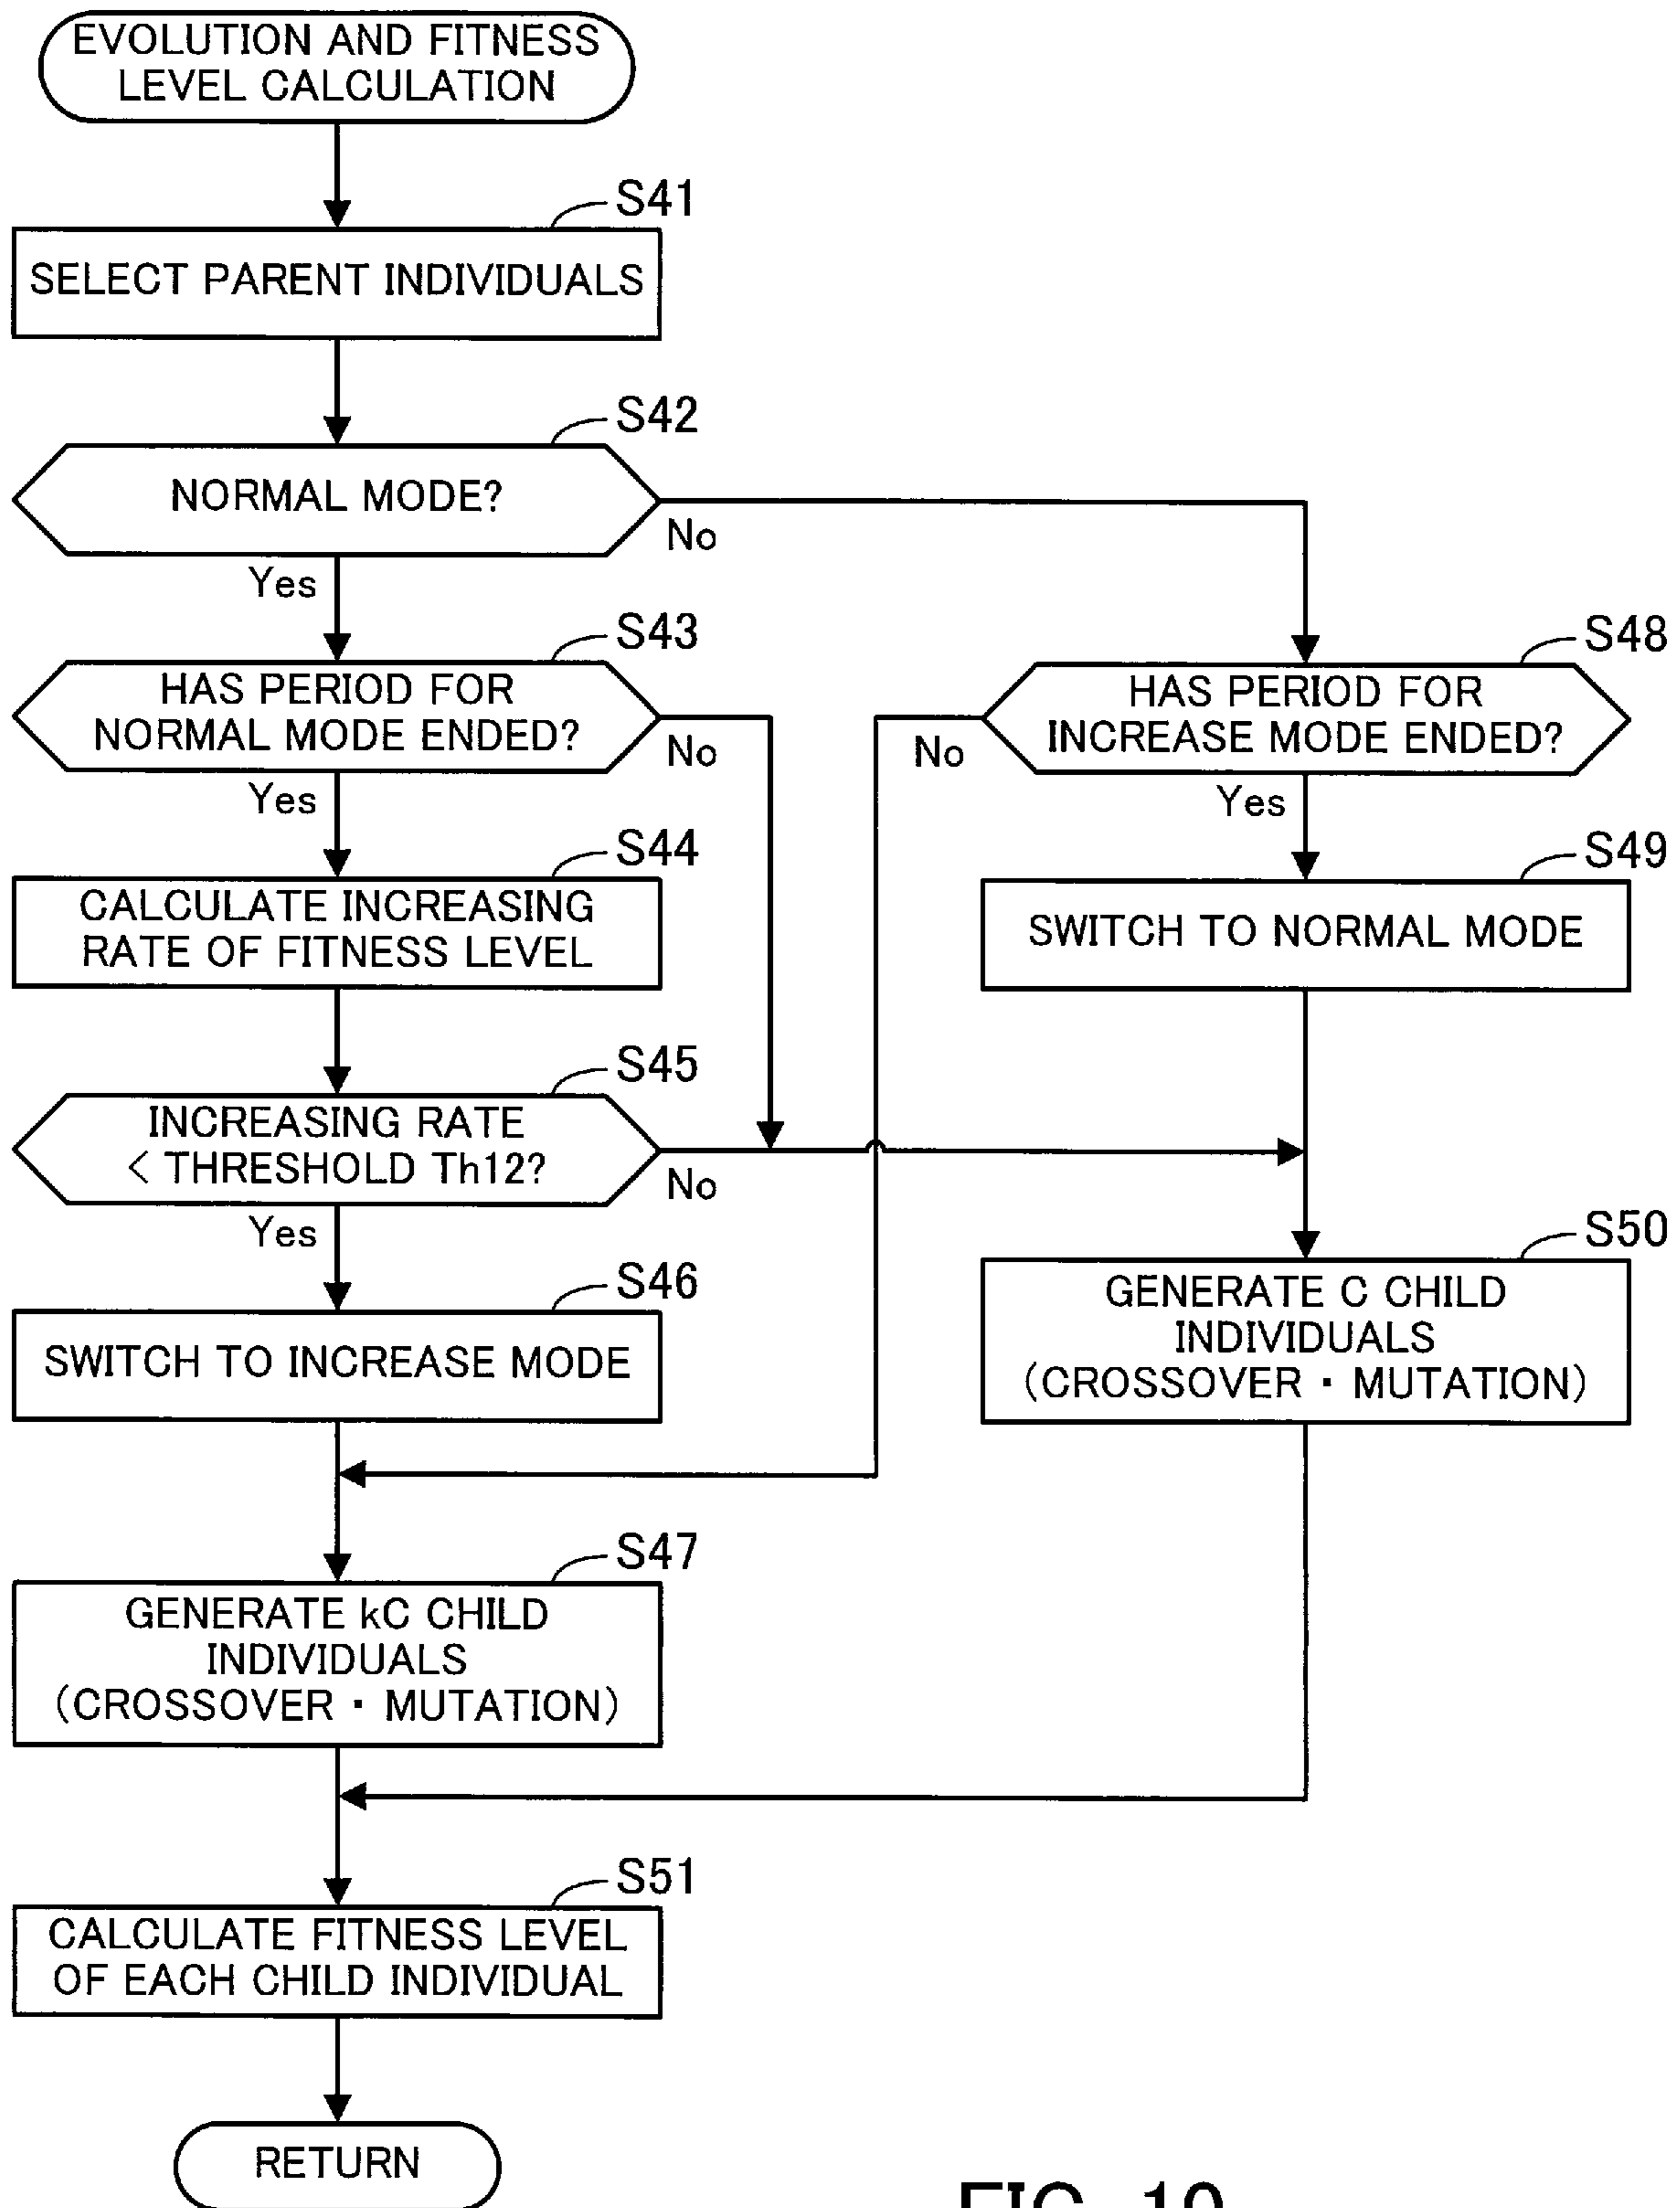 EVOLUTION AND FITNESS
LEVEL CALCULATION
S41
SELECT PARENT INDIVIDUALS
S42
NORMAL MODE?
No
Yes
S43
HAS PERIOD FOR
NORMAL MODE ENDED?
No
Yes
S48
HAS PERIOD FOR
INCREASE MODE ENDED?
No
Yes
S44
CALCULATE INCREASING
RATE OF FITNESS LEVEL
S49
SWITCH TO NORMAL MODE
S45
INCREASING RATE
< THRESHOLD Th12?
No
Yes
S46
SWITCH TO INCREASE MODE
S50
GENERATE C CHILD
INDIVIDUALS
(CROSSOVER・MUTATION)
S47
GENERATE kC CHILD
INDIVIDUALS
(CROSSOVER・MUTATION)
S51
CALCULATE FITNESS LEVEL
OF EACH CHILD INDIVIDUAL
RETURN